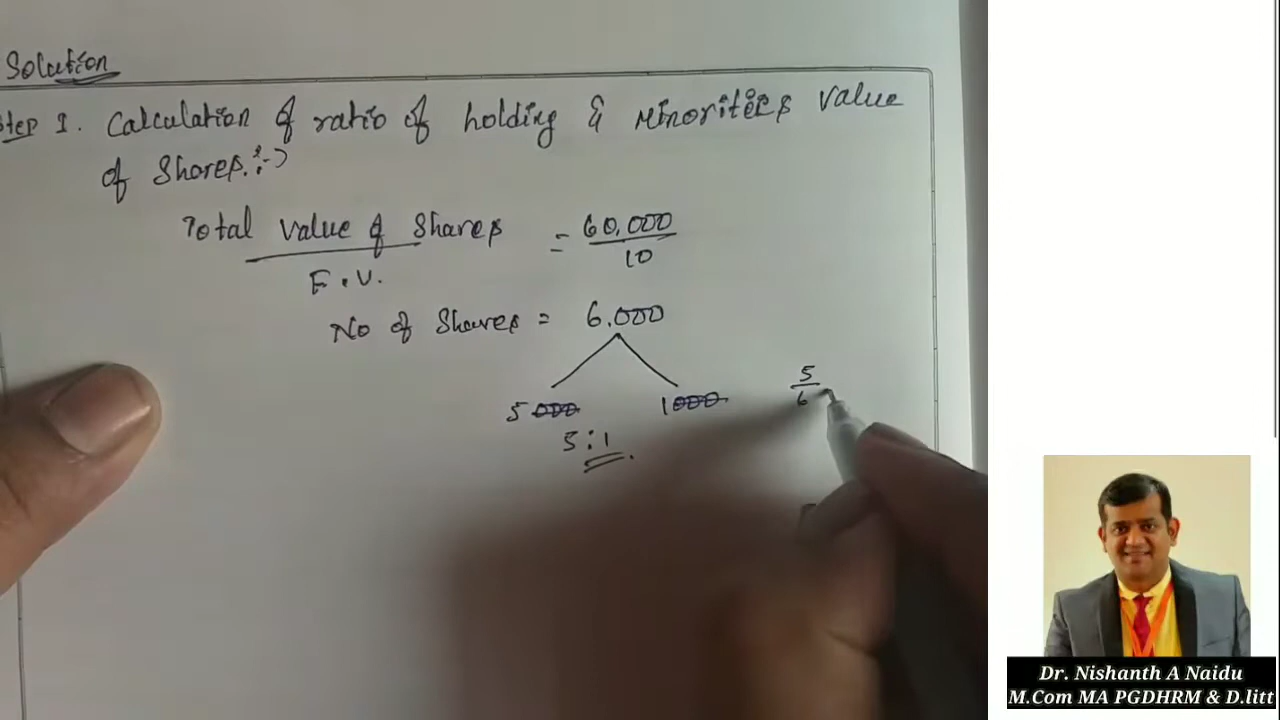 Solution
Step 1. Calculation of ratio of holding & Minorities value
of Shares :-)
Total value of Shares = 60,000
F.V. 10
No of Shares = 6.000
5000 1000
5
6
5:1.
Dr. Nishanth A Naidu
M.Com MA PGDHRM & D.litt